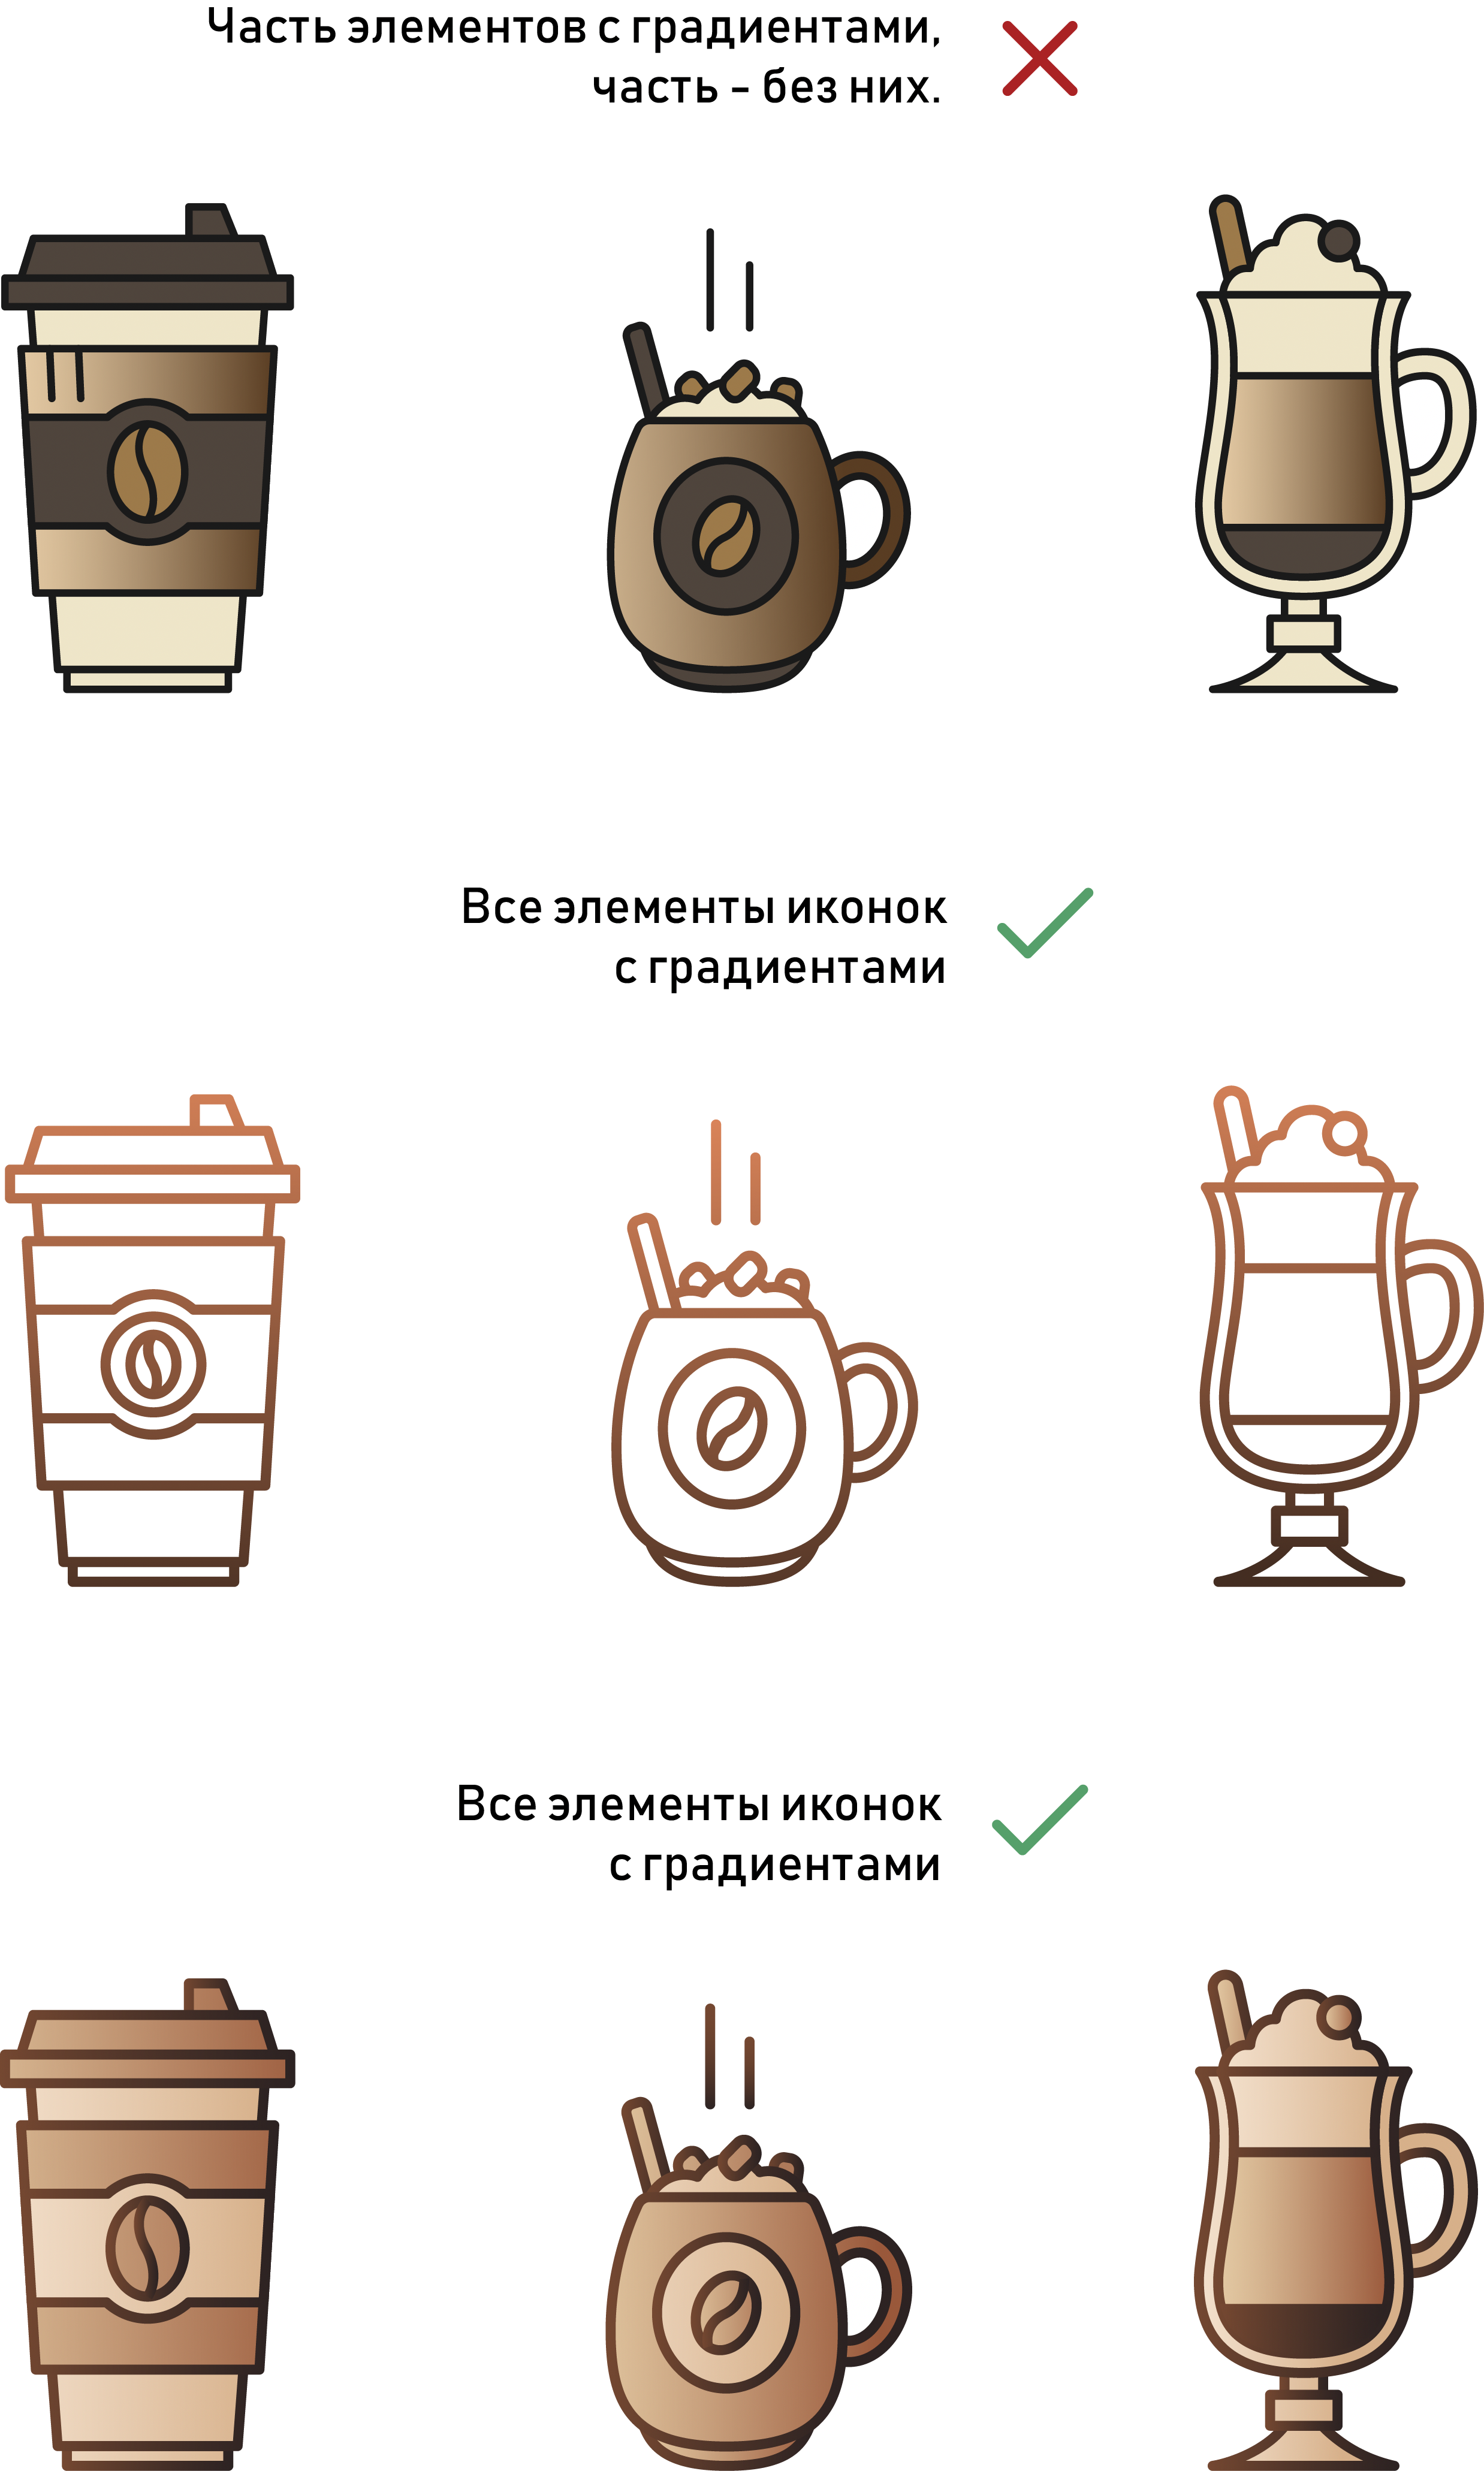 Часть элементов с градиентами,
часть - без них.
Все элементы иконок
с градиентами
Все элементы иконок
с градиентами